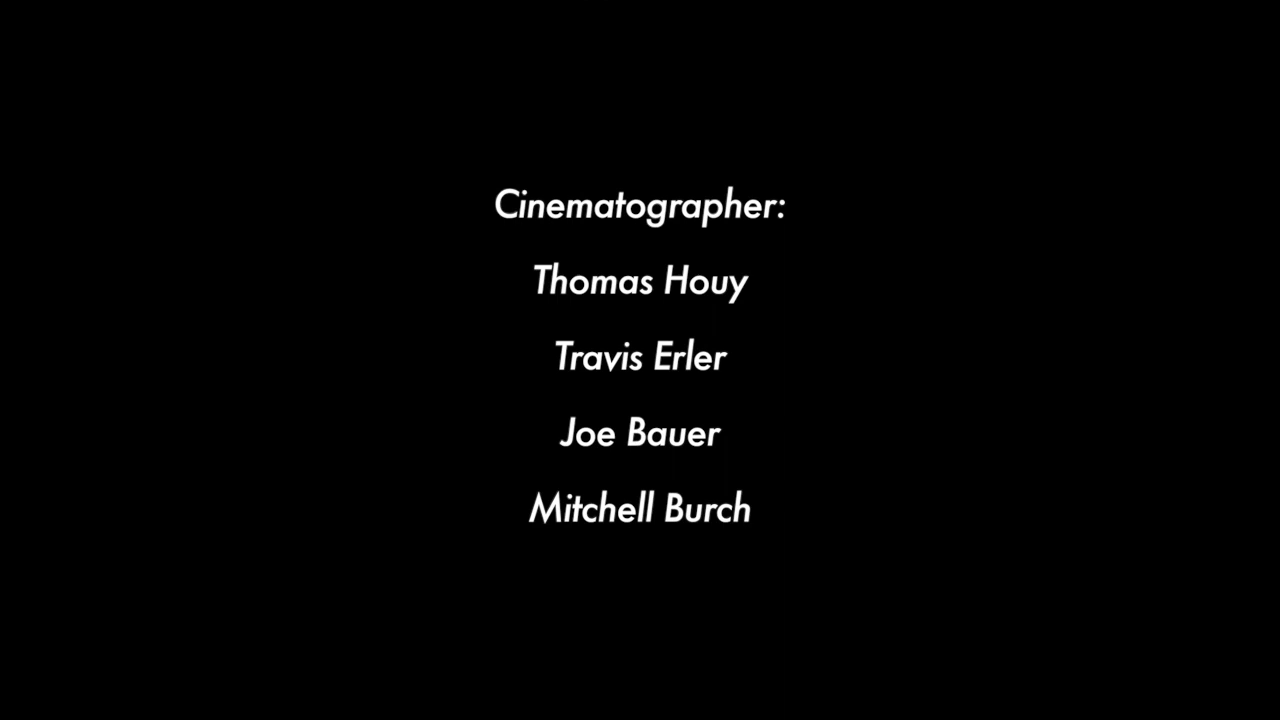 Cinematographer:
Thomas Houy
Travis Erler
Joe Bauer
Mitchell Burch